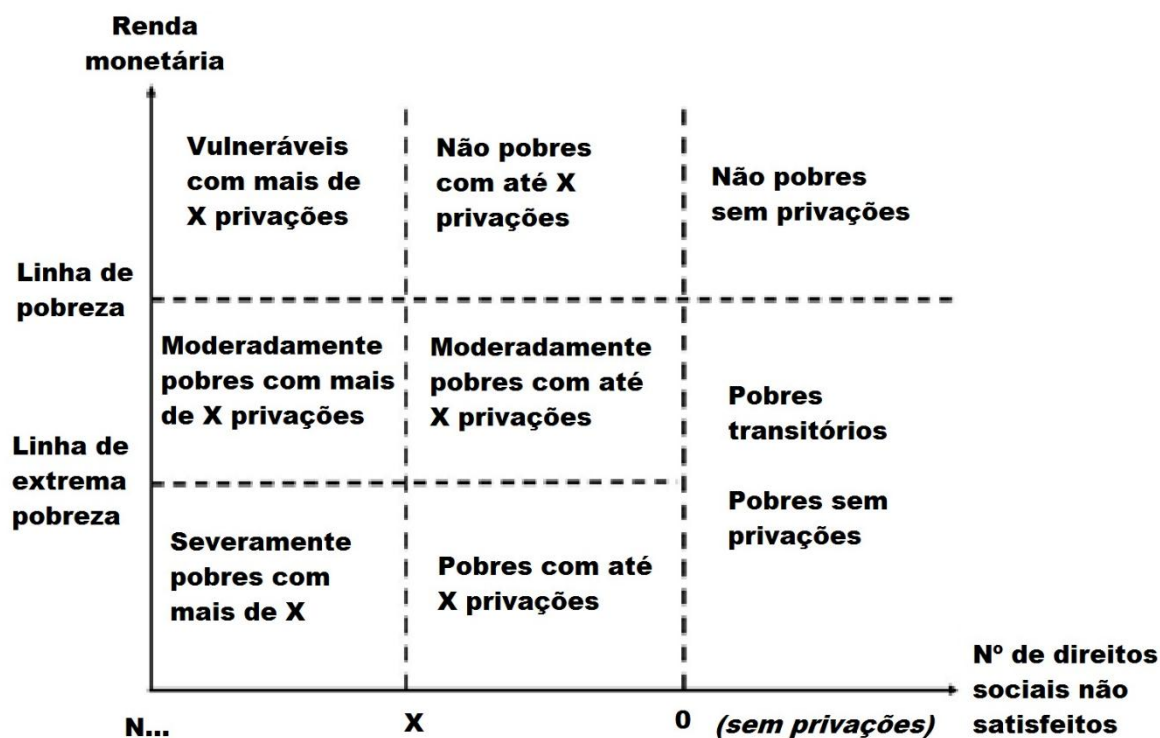 Renda
monetária
Vulneráveis
com mais de
X privações
Não pobres
com até X
privações
Não pobres
sem privações
Linha de
pobreza
Moderadamente
pobres com mais
de X privações
Moderadamente
pobres com até
X privações
Pobres
transitórios
Linha de
extrema
pobreza
Pobres sem
privações
Severamente
pobres com
mais de X
Pobres com até
X privações
Nº de direitos
sociais não
satisfeitos
N...
X
0
(sem privações)